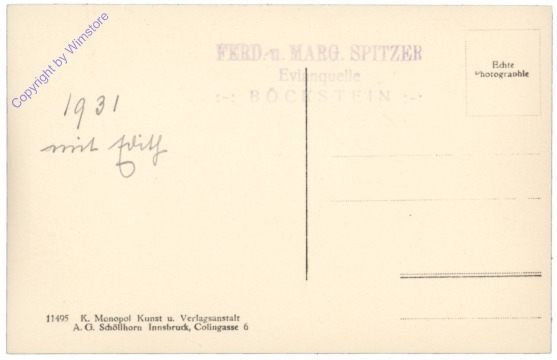 Copyright by Wimstore
FERD. u. MARG. SPITZER
Evianquelle
:-: BÖCKSTEIN :-:
Echte
Photographie
1931
mit Edith
11495 K. Monopol Kunst u. Verlagsanstalt
A. G. Schöllhorn Innsbruck, Colingasse 6